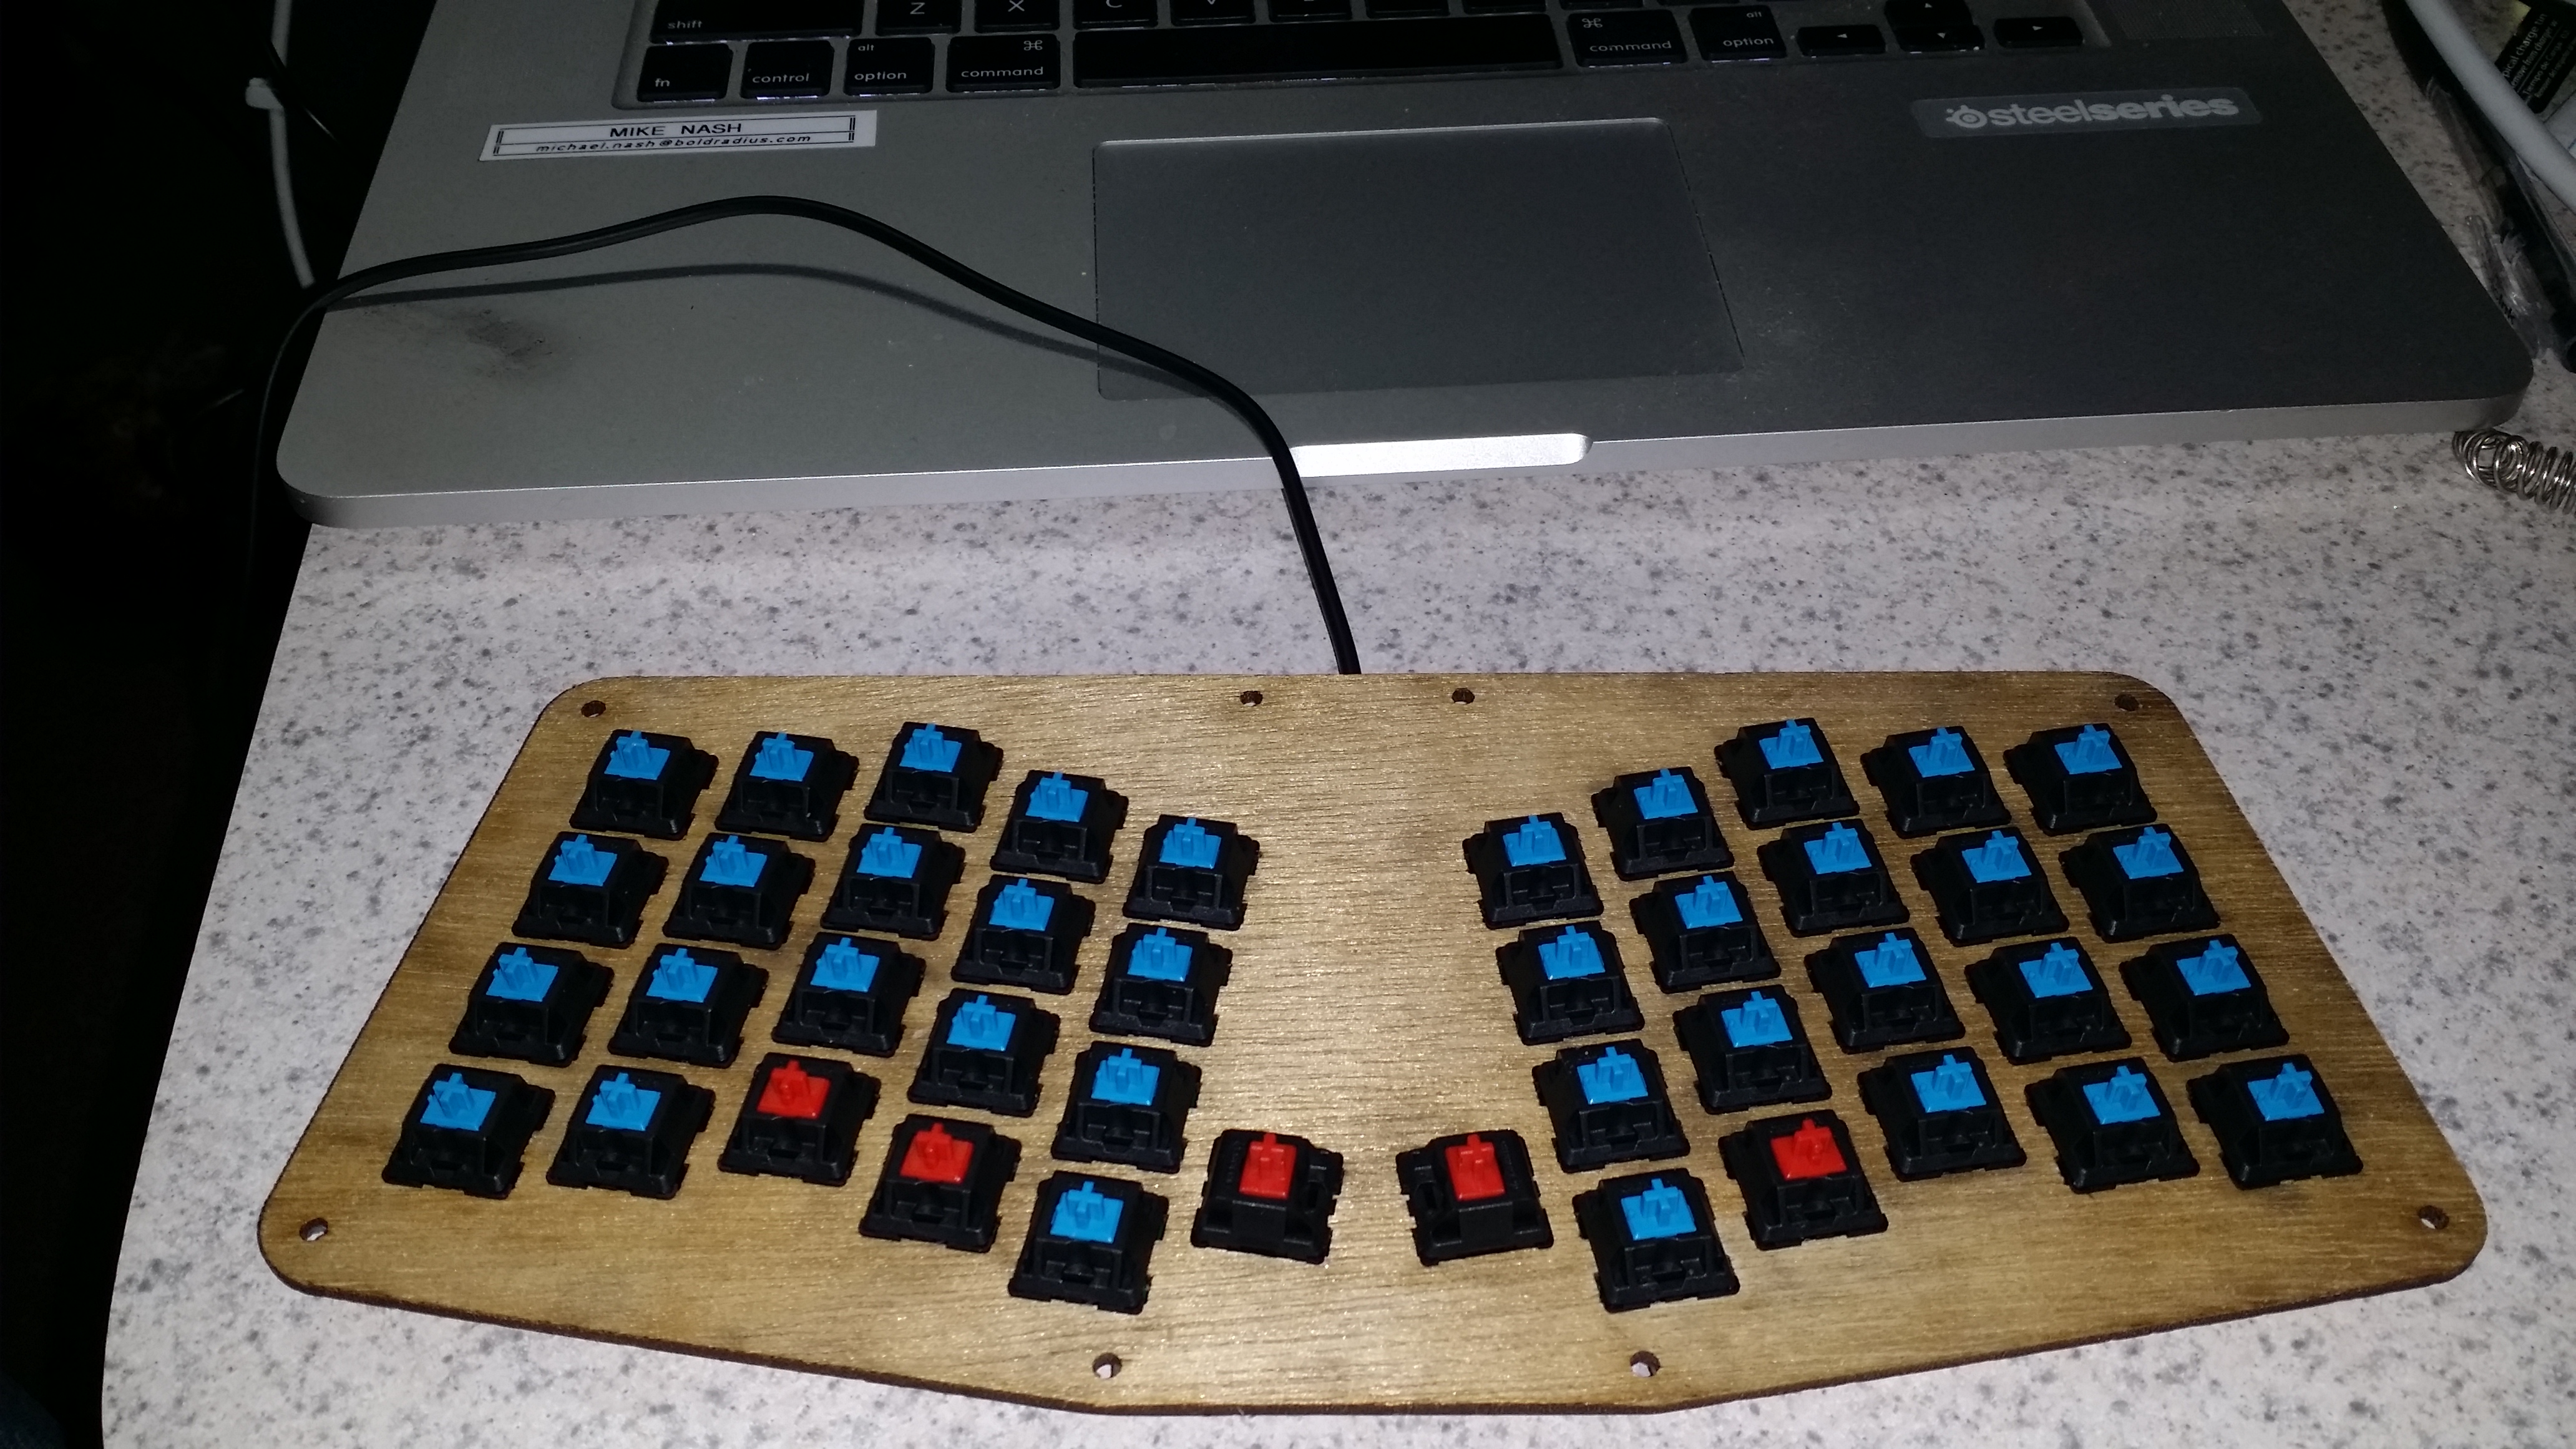 shift
Z
X
C
V
fn
control
alt
option
⌘
command
⌘
command
alt
option
MIKE NASH
michael.nash@boldradius.com
steelseries